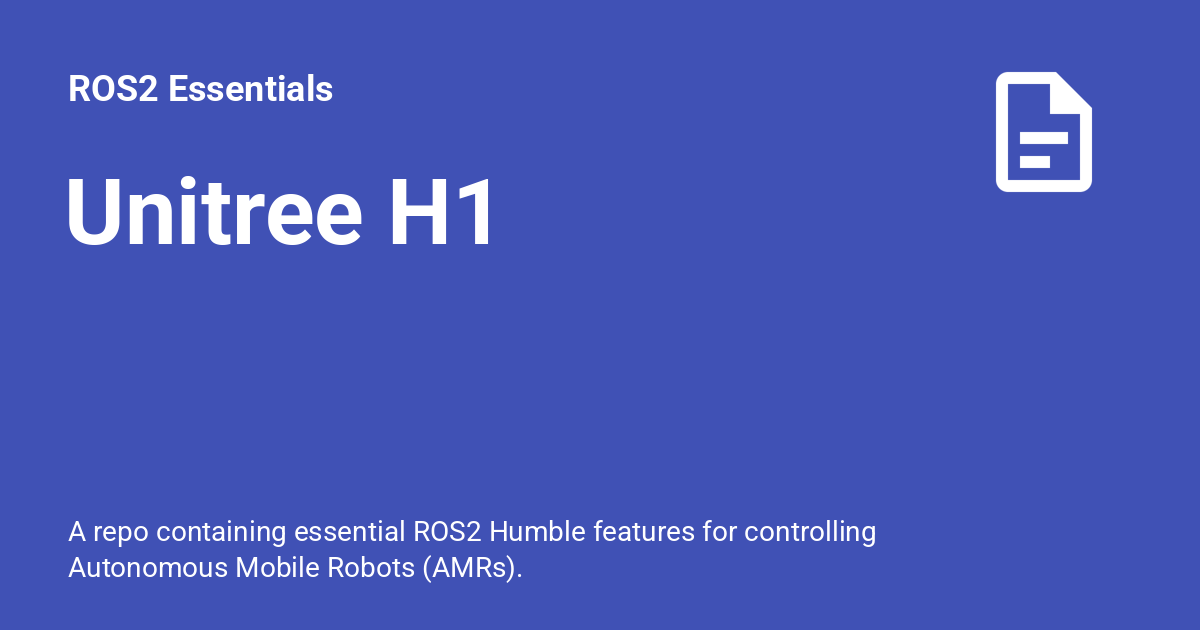 ROS2 Essentials
Unitree H1
A repo containing essential ROS2 Humble features for controlling
Autonomous Mobile Robots (AMRs).